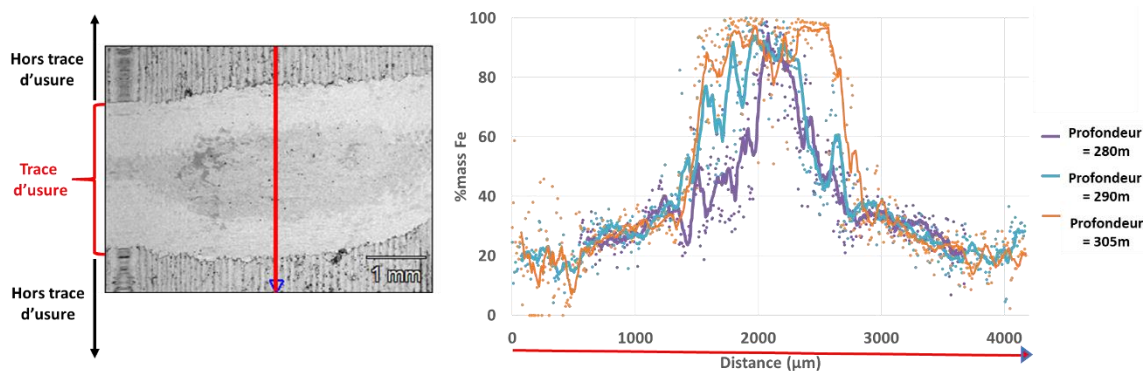 Hors trace
d'usure
Trace
d'usure
Hors trace
d'usure
1 mm
%mass Fe
100
80
60
40
20
0
0
1000
2000
3000
4000
Distance (µm)
Profondeur
= 280m
Profondeur
= 290m
Profondeur
= 305m